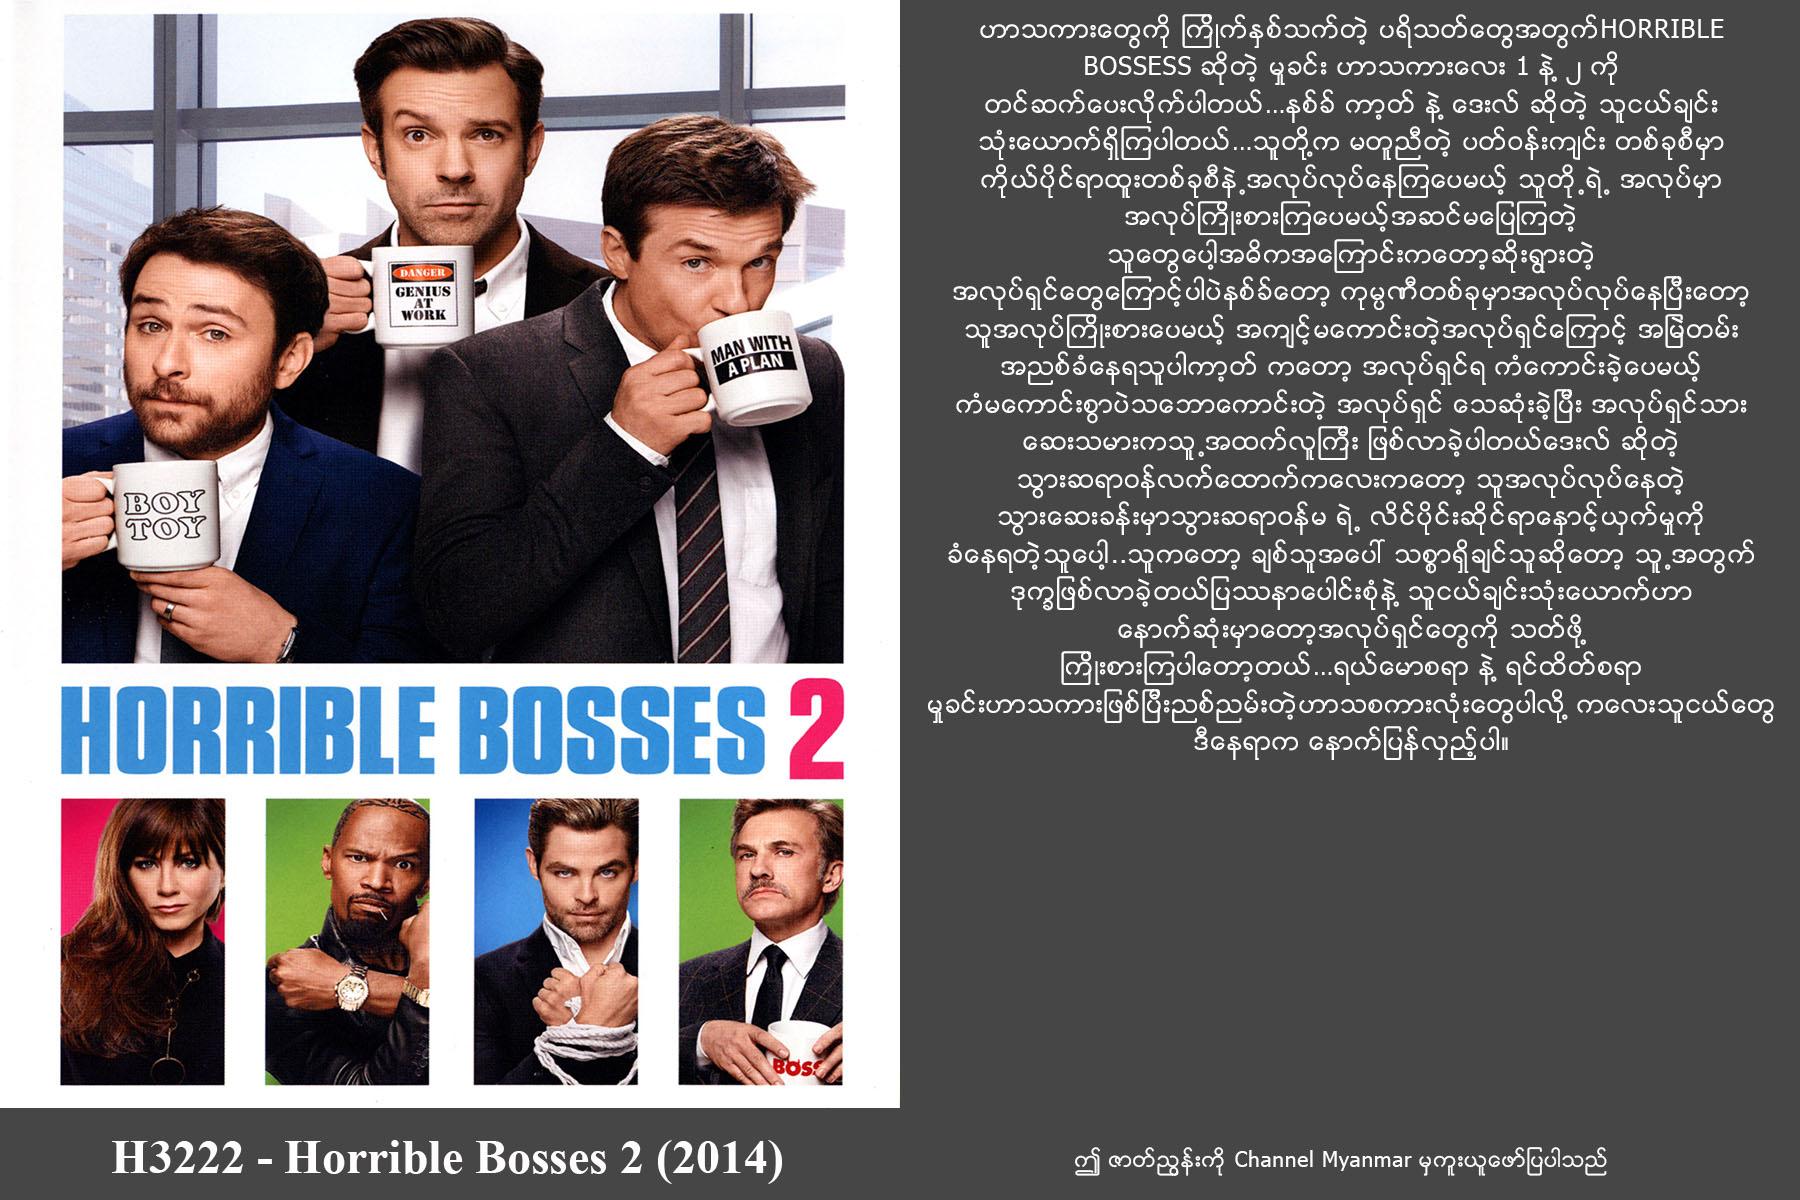 DANGER
GENIUS
AT
WORK
MAN WITH
A PLAN
BOY
TOY
HORRIBLE BOSSES 2
BOSS
H3222 - Horrible Bosses 2 (2014)
ဟာသကားတွေကို ကြိုက်နှစ်သက်တဲ့ ပရိသတ်တွေအတွက်HORRIBLE
BOSSESS ဆိုတဲ့ မှုခင်း ဟာသကားလေး 1 နဲ့ ၂ ကို
တင်ဆက်ပေးလိုက်ပါတယ်...နစ်ခ် ကာ့တ် နဲ့ ဒေးလ် ဆိုတဲ့ သူငယ်ချင်း
သုံးယောက်ရှိကြပါတယ်...သူတို့က မတူညီတဲ့ ပတ်ဝန်းကျင်း တစ်ခုစီမှာ
ကိုယ်ပိုင်ရာထူးတစ်ခုစီနဲ့အလုပ်လုပ်နေကြပေမယ့် သူတို့ရဲ့ အလုပ်မှာ
အလုပ်ကြိုးစားကြပေမယ့်အဆင်မပြေကြတဲ့
သူတွေပေါ့အဓိကအကြောင်းကတော့ဆိုးရွားတဲ့
အလုပ်ရှင်တွေကြောင့်ပါပဲနစ်ခ်တော့ ကုမ္ပဏီတစ်ခုမှာအလုပ်လုပ်နေပြီးတော့
သူအလုပ်ကြိုးစားပေမယ့် အကျင့်မကောင်းတဲ့အလုပ်ရှင်ကြောင့် အမြဲတမ်း
အညစ်ခံနေရသူပါကာ့တ် ကတော့ အလုပ်ရှင်ရ ကံကောင်းခဲ့ပေမယ့်
ကံမကောင်းစွာပဲသဘောကောင်းတဲ့ အလုပ်ရှင် သေဆုံးခဲ့ပြီး အလုပ်ရှင်သား
ဆေးသမားကသူ့အထက်လူကြီး ဖြစ်လာခဲ့ပါတယ်ဒေးလ် ဆိုတဲ့
သွားဆရာဝန်လက်ထောက်ကလေးကတော့ သူအလုပ်လုပ်နေတဲ့
သွားဆေးခန်းမှာသွားဆရာဝန်မ ရဲ့ လိင်ပိုင်းဆိုင်ရာနှောင့်ယှက်မှုကို
ခံနေရတဲ့သူပေါ့..သူကတော့ ချစ်သူအပေါ် သစ္စာရှိချင်သူဆိုတော့ သူ့အတွက်
ဒုက္ခဖြစ်လာခဲ့တယ်ပြဿနာပေါင်းစုံနဲ့ သူငယ်ချင်းသုံးယောက်ဟာ
နောက်ဆုံးမှာတော့အလုပ်ရှင်တွေကို သတ်ဖို့
ကြိုးစားကြပါတော့တယ်...ရယ်မောစရာ နဲ့ ရင်ထိတ်စရာ
မှုခင်းဟာသကားဖြစ်ပြီးညစ်ညမ်းတဲ့ဟာသစကားလုံးတွေပါလို့ ကလေးသူငယ်တွေ
ဒီနေရာက နောက်ပြန်လှည့်ပါ။
ဤ ဇာတ်ညွှန်းကို Channel Myanmar မှကူးယူဖော်ပြပါသည်